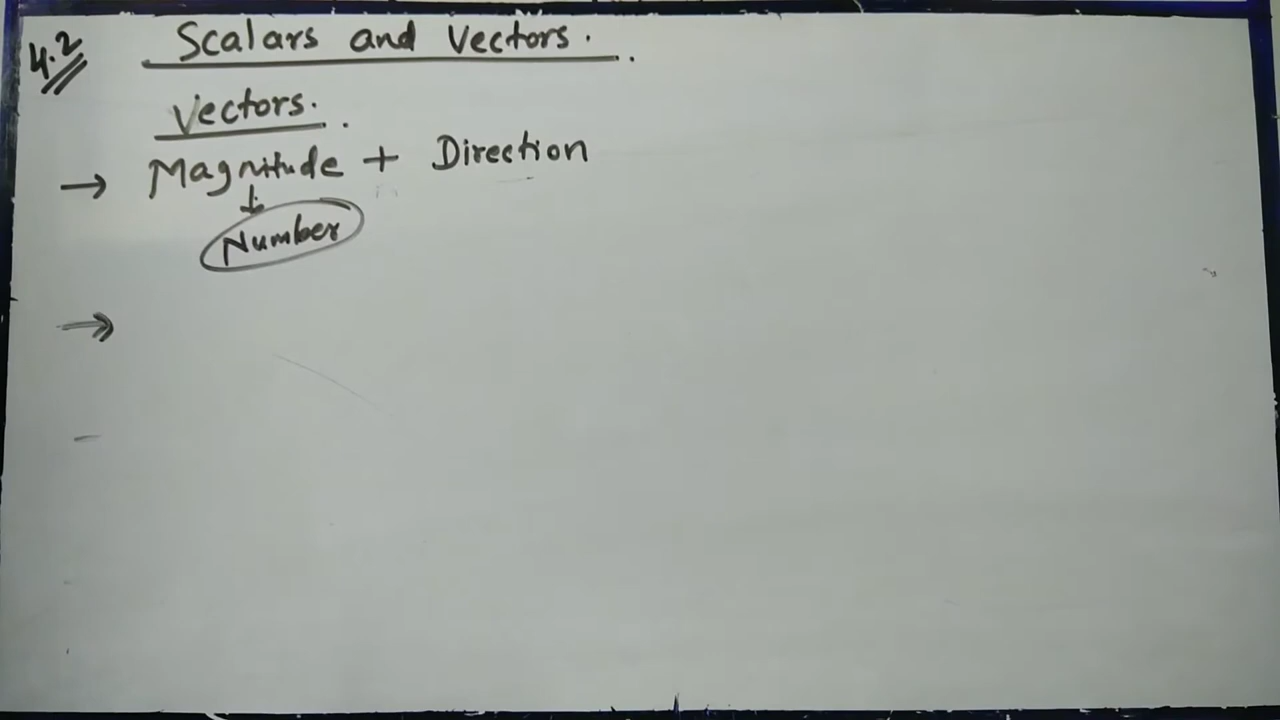 4.2 Scalars and Vectors.
Vectors.
→ Magnitude + Direction
↓
Number
→